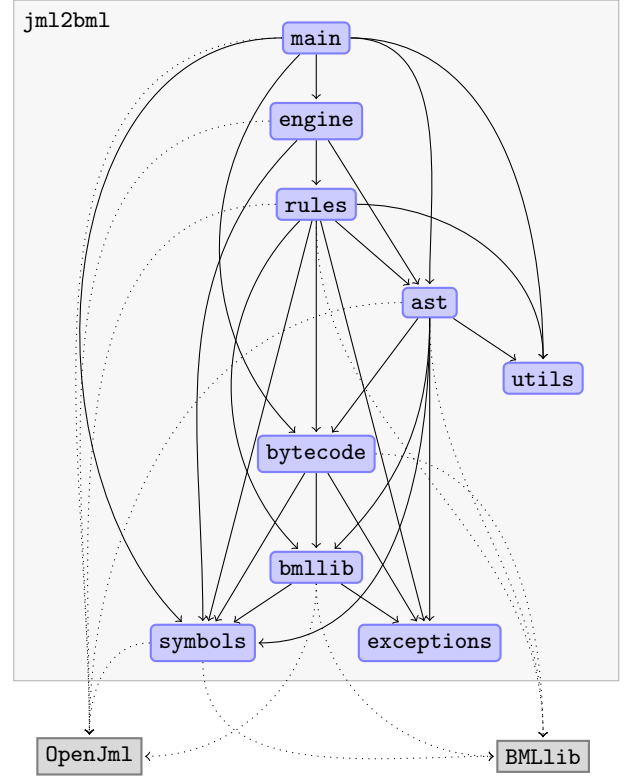 jml2bml
main
engine
rules
ast
utils
bytecode
bmllib
symbols
exceptions
OpenJml
BMLlib